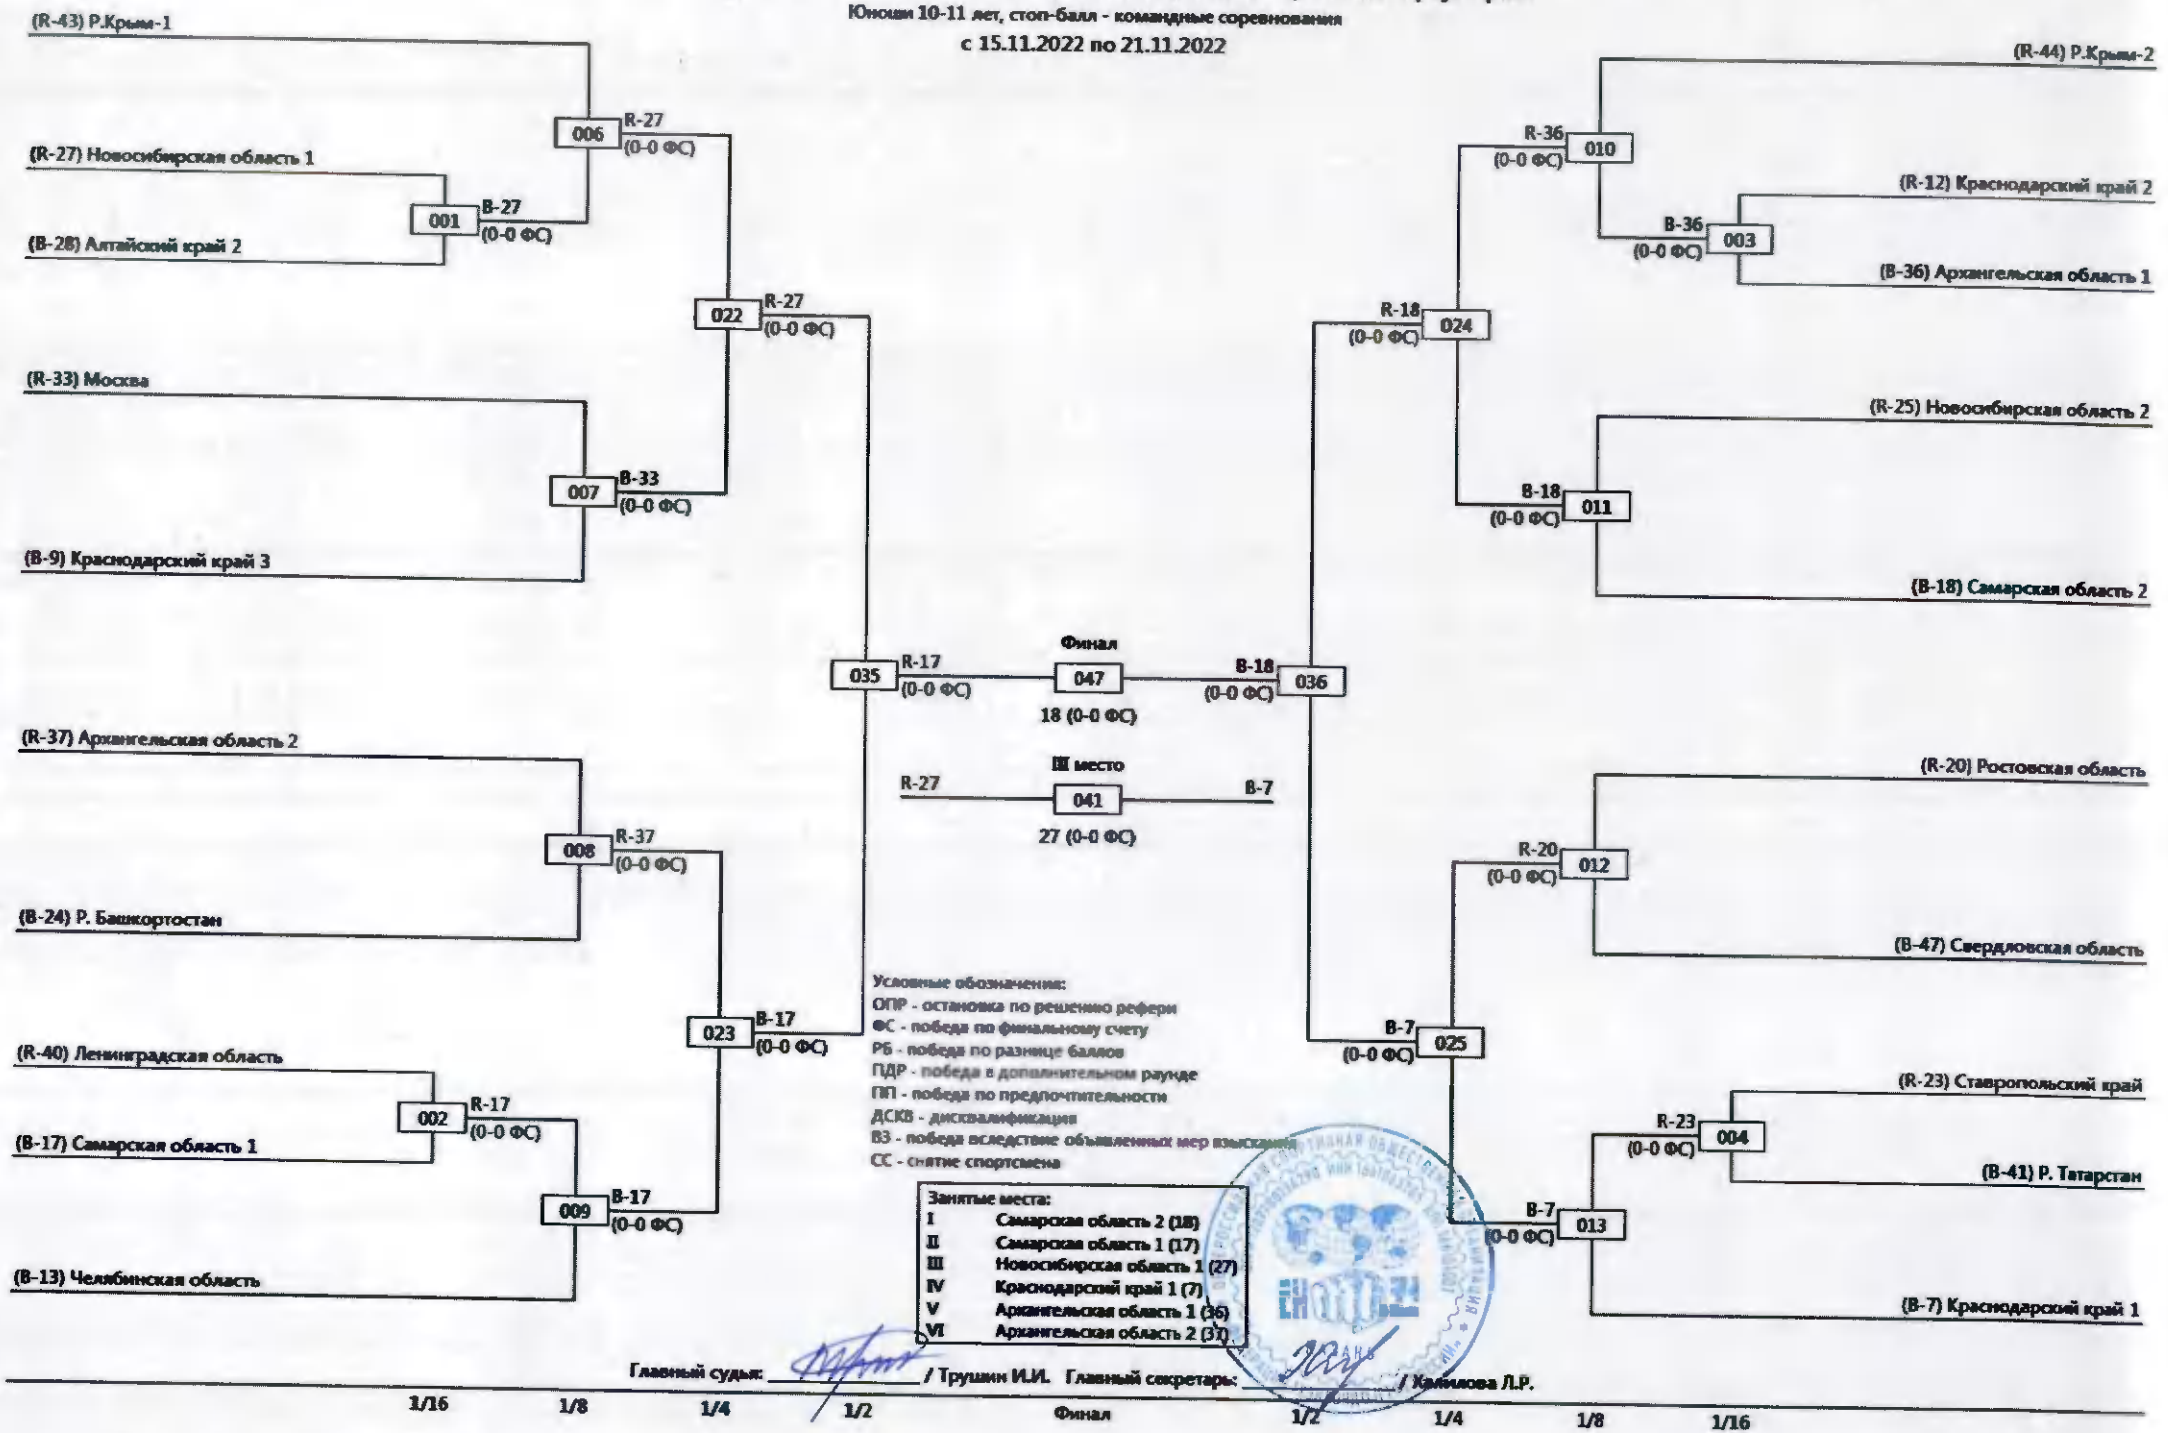 Юноши 10-11 лет, стоп-балл - командные соревнования
с 15.11.2022 по 21.11.2022
(R-43) Р.Крым-1
(R-27) Новосибирская область 1
(B-28) Алтайский край 2
(R-33) Москва
(B-9) Краснодарский край 3
(R-37) Архангельская область 2
(B-24) Р. Башкортостан
(R-40) Ленинградская область
(B-17) Самарская область 1
(B-13) Челябинская область
001
B-27
(0-0 ФС)
002
R-17
(0-0 ФС)
006
R-27
(0-0 ФС)
007
B-33
(0-0 ФС)
008
R-37
(0-0 ФС)
009
B-17
(0-0 ФС)
022
R-27
(0-0 ФС)
023
B-17
(0-0 ФС)
035
R-17
(0-0 ФС)
Финал
047
18 (0-0 ФС)
III место
R-27
041
B-7
27 (0-0 ФС)
B-18
(0-0 ФС)
036
R-18
(0-0 ФС)
024
B-7
(0-0 ФС)
025
R-36
(0-0 ФС)
010
B-18
(0-0 ФС)
011
R-20
(0-0 ФС)
012
B-7
(0-0 ФС)
013
B-36
(0-0 ФС)
003
R-23
(0-0 ФС)
004
(R-44) Р.Крым-2
(R-12) Краснодарский край 2
(B-36) Архангельская область 1
(R-25) Новосибирская область 2
(B-18) Самарская область 2
(R-20) Ростовская область
(B-47) Свердловская область
(R-23) Ставропольский край
(B-41) Р. Татарстан
(B-7) Краснодарский край 1
Условные обозначения:
ОПР - остановка по решению рефери
ФС - победа по финальному счету
РБ - победа по разнице баллов
ПДР - победа в дополнительном раунде
ПП - победа по предпочтительности
ДСКВ - дисквалификация
ВЗ - победа вследствие объявленных мер взыскания
СС - снятие спортсмена
Занятые места:
I Самарская область 2 (18)
II Самарская область 1 (17)
III Новосибирская область 1 (27)
IV Краснодарский край 1 (7)
V Архангельская область 1 (36)
VI Архангельская область 2 (37)
Главный судья: / Трушин И.И. Главный секретарь: / Халилова Л.Р.
1/16 1/8 1/4 1/2 Финал 1/2 1/4 1/8 1/16